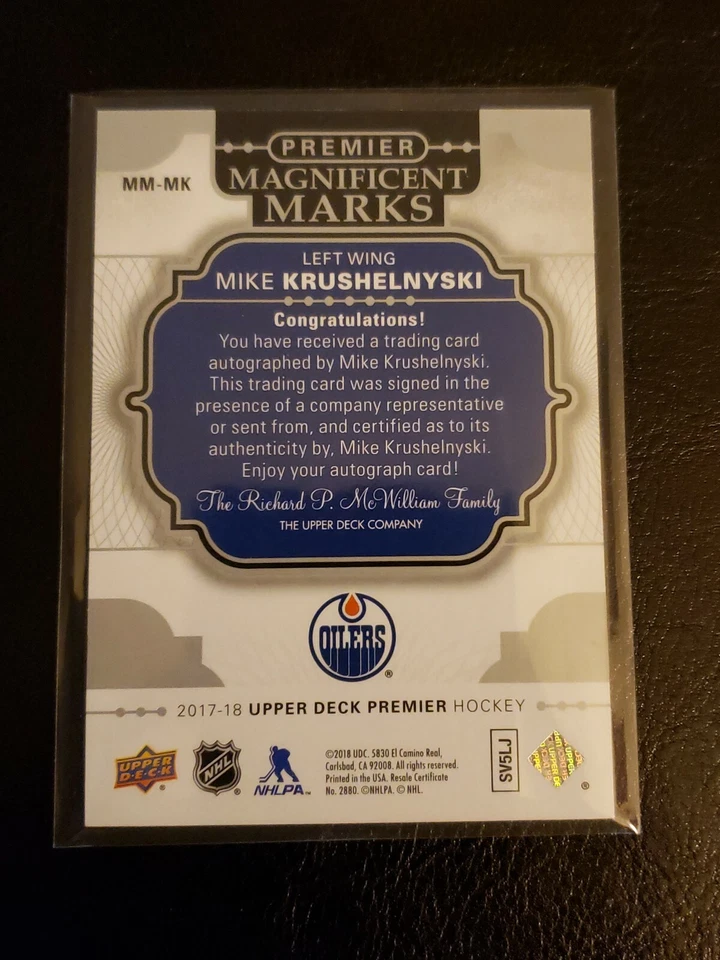 PREMIER
MM-MK
MAGNIFICENT
MARKS
LEFT WING
MIKE KRUSHELNYSKI
Congratulations!
You have received a trading card
autographed by Mike Krushelnyski.
This trading card was signed in the
presence of a company representative
or sent from, and certified as to its
authenticity by, Mike Krushelnyski.
Enjoy your autograph card!
The Richard P. McWilliam Family
THE UPPER DECK COMPANY
OILERS
®
2017-18 UPPER DECK PREMIER HOCKEY
UPPER
D·E·C·K
NHL
NHLPA
©2018 UDC. 5830 El Camino Real,
Carlsbad, CA 92008. All rights reserved.
Printed in the USA. Resale Certificate
No. 2880. ©NHLPA. © NHL.
SV5LJ
®